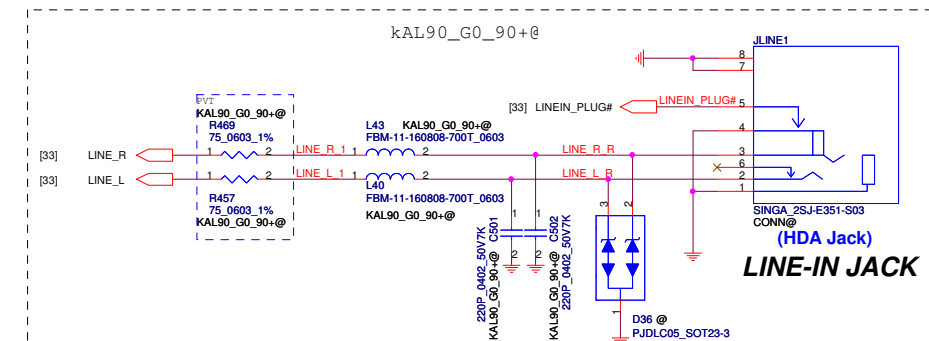 kAL90_G0_90+@
JLINE1
8
7
PVT
KAL90_G0_90+@
R469
75_0603_1%
L43 KAL90_G0_90+@
FBM-11-160808-700T_0603
[33] LINEIN_PLUG#
LINEIN_PLUG# 5
4
[33] LINE_R
1 2
LINE_R_1
1 2
LINE_R_R
3
6
[33] LINE_L
1 2
LINE_L_1
1 2
LINE_L_R
2
1
R457
75_0603_1%
KAL90_G0_90+@
L40
FBM-11-160808-700T_0603
KAL90_G0_90+@
SINGA_2SJ-E351-S03
CONN@
(HDA Jack)
LINE-IN JACK
1
2
C501
220P_0402_50V7K
KAL90_G0_90+@
1
2
C502
220P_0402_50V7K
KAL90_G0_90+@
3
2
1
D36 @
PJDLC05_SOT23-3